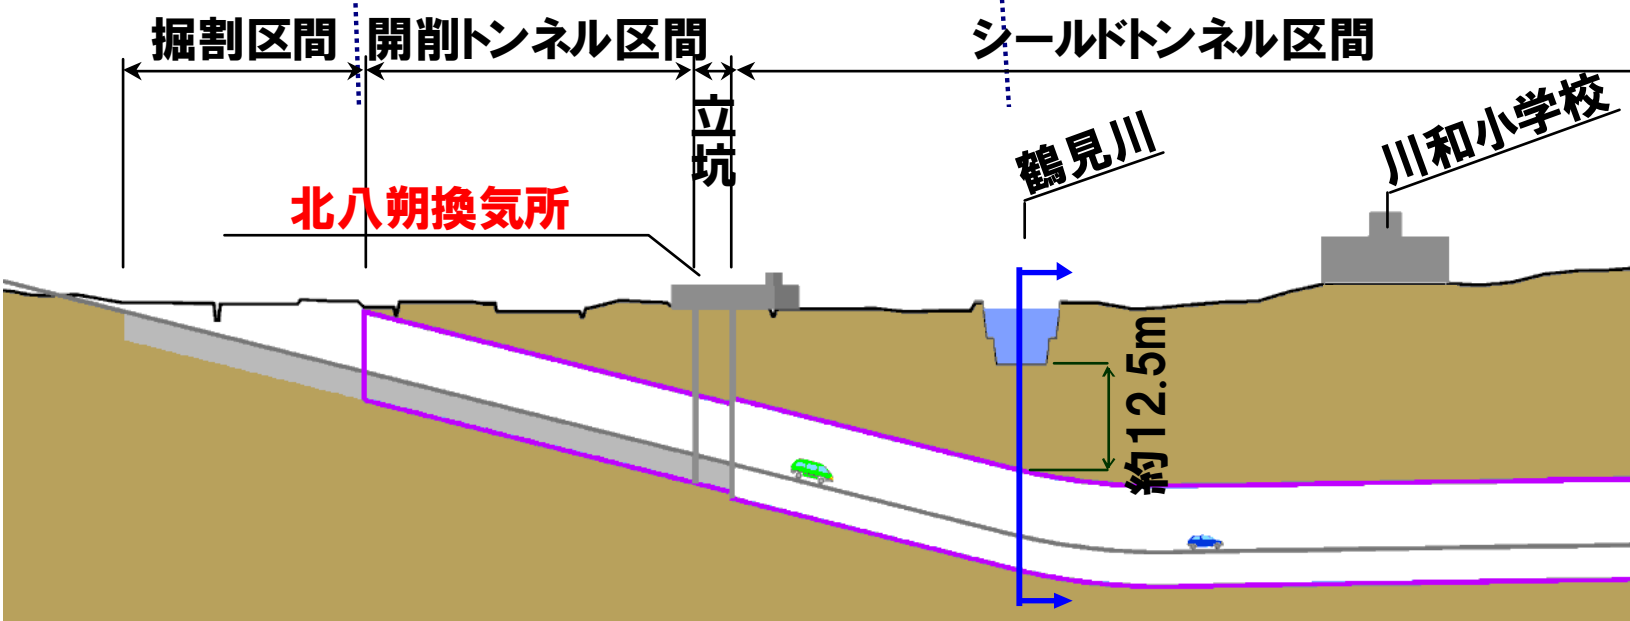 掘割区間
開削トンネル区間
シールドトンネル区間
立坑
北八朔換気所
鶴見川
川和小学校
約12.5m